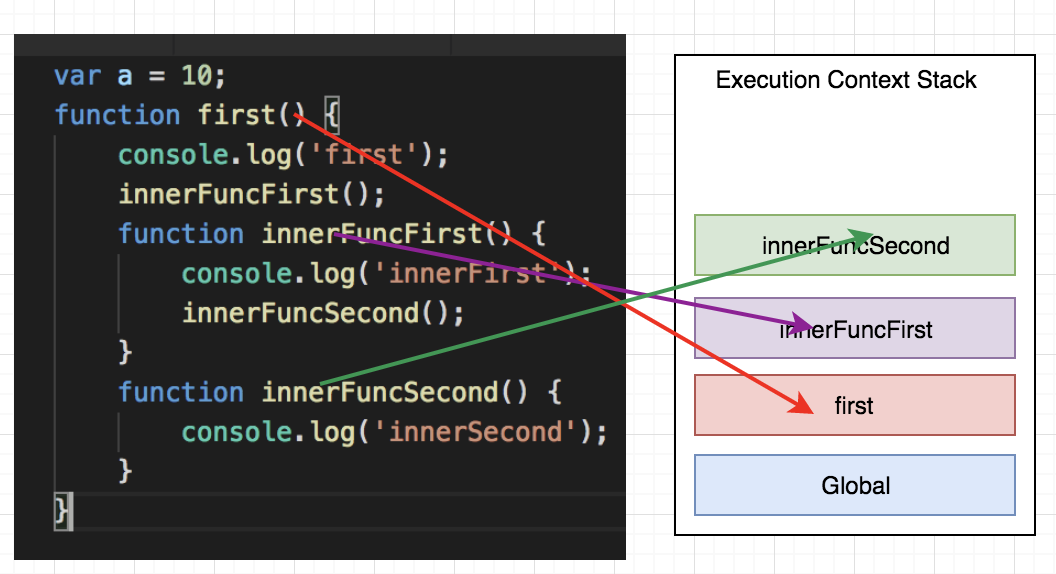 var a = 10;
function first() {
console.log('first');
innerFuncFirst();
function innerFuncFirst() {
console.log('innerFirst');
innerFuncSecond();
}
function innerFuncSecond() {
console.log('innerSecond');
}
}
Execution Context Stack
innerFuncSecond
innerFuncFirst
first
Global